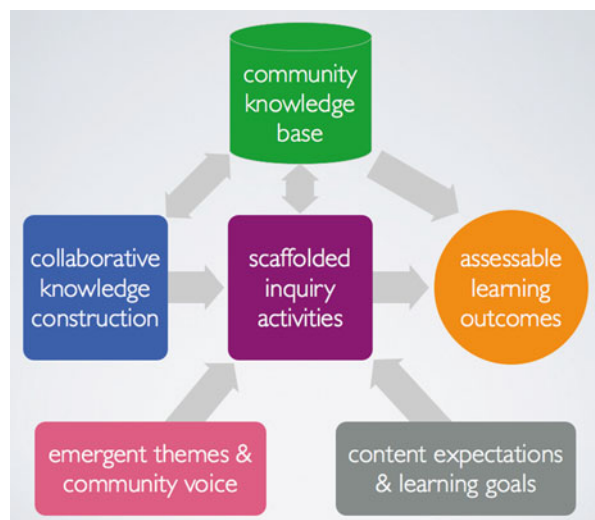 community
knowledge
base
collaborative
knowledge
construction
scaffolded
inquiry
activities
assessable
learning
outcomes
emergent themes &
community voice
content expectations
& learning goals